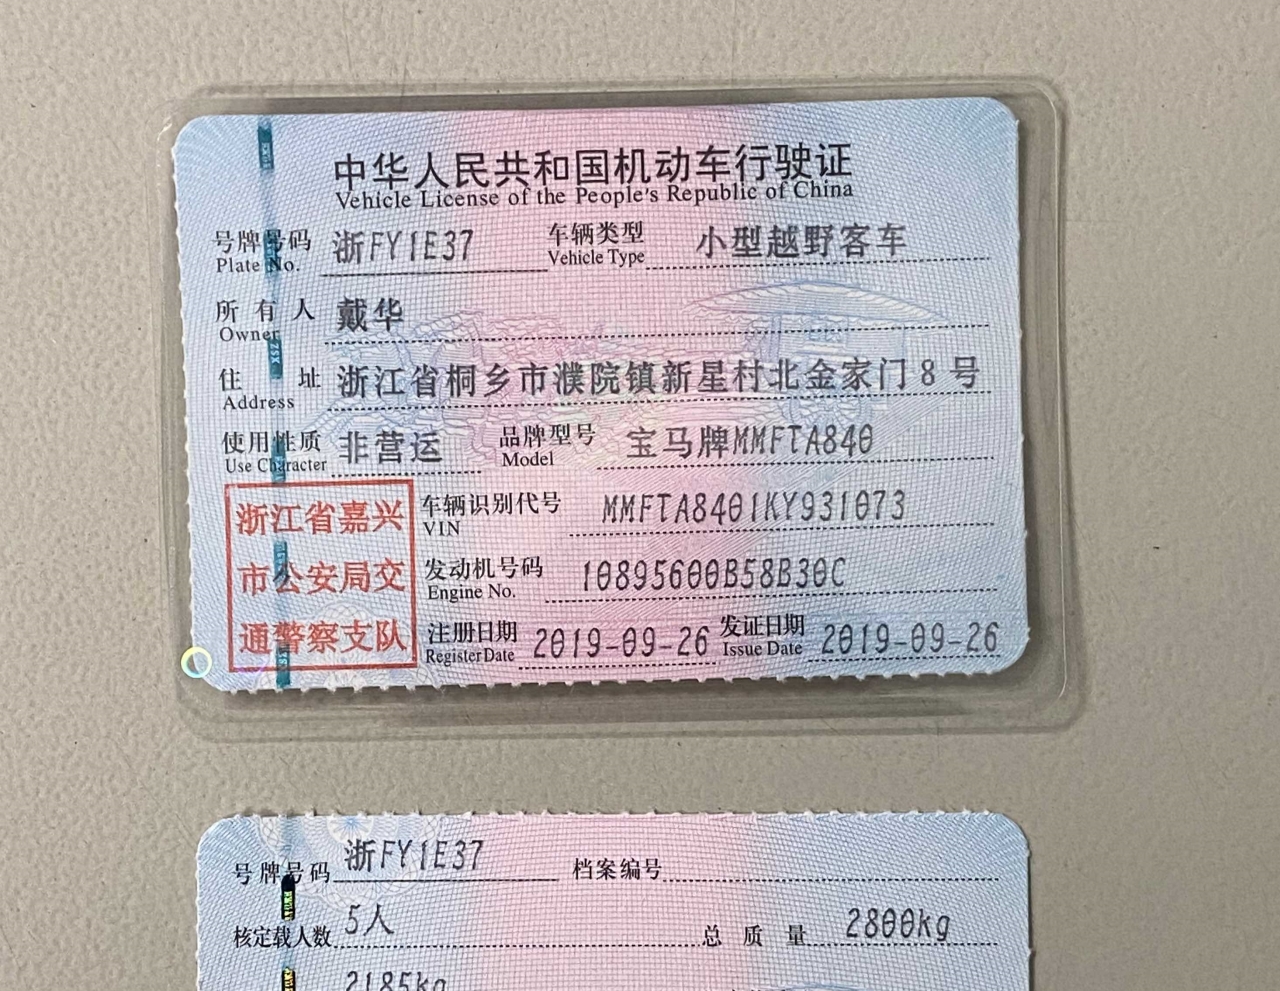 中华人民共和国机动车行驶证
Vehicle License of the People's Republic of China
号牌号码 浙FY1E37 车辆类型 小型越野客车
Plate No. Vehicle Type
所有人 戴华
Owner
住址 浙江省桐乡市濮院镇新星村北金家门8号
Address
使用性质 非营运 品牌型号 宝马牌MMFTA840
Use Character Model
浙江省嘉兴
市公安局交
通警察支队
车辆识别代号 MMFTA8401KY931073
VIN
发动机号码 10895600B58B30C
Engine No.
注册日期 2019-09-26 发证日期 2019-09-26
Register Date Issue Date
号牌号码 浙FY1E37 档案编号
核定载人数 5人 总质量 2800kg
2185kg